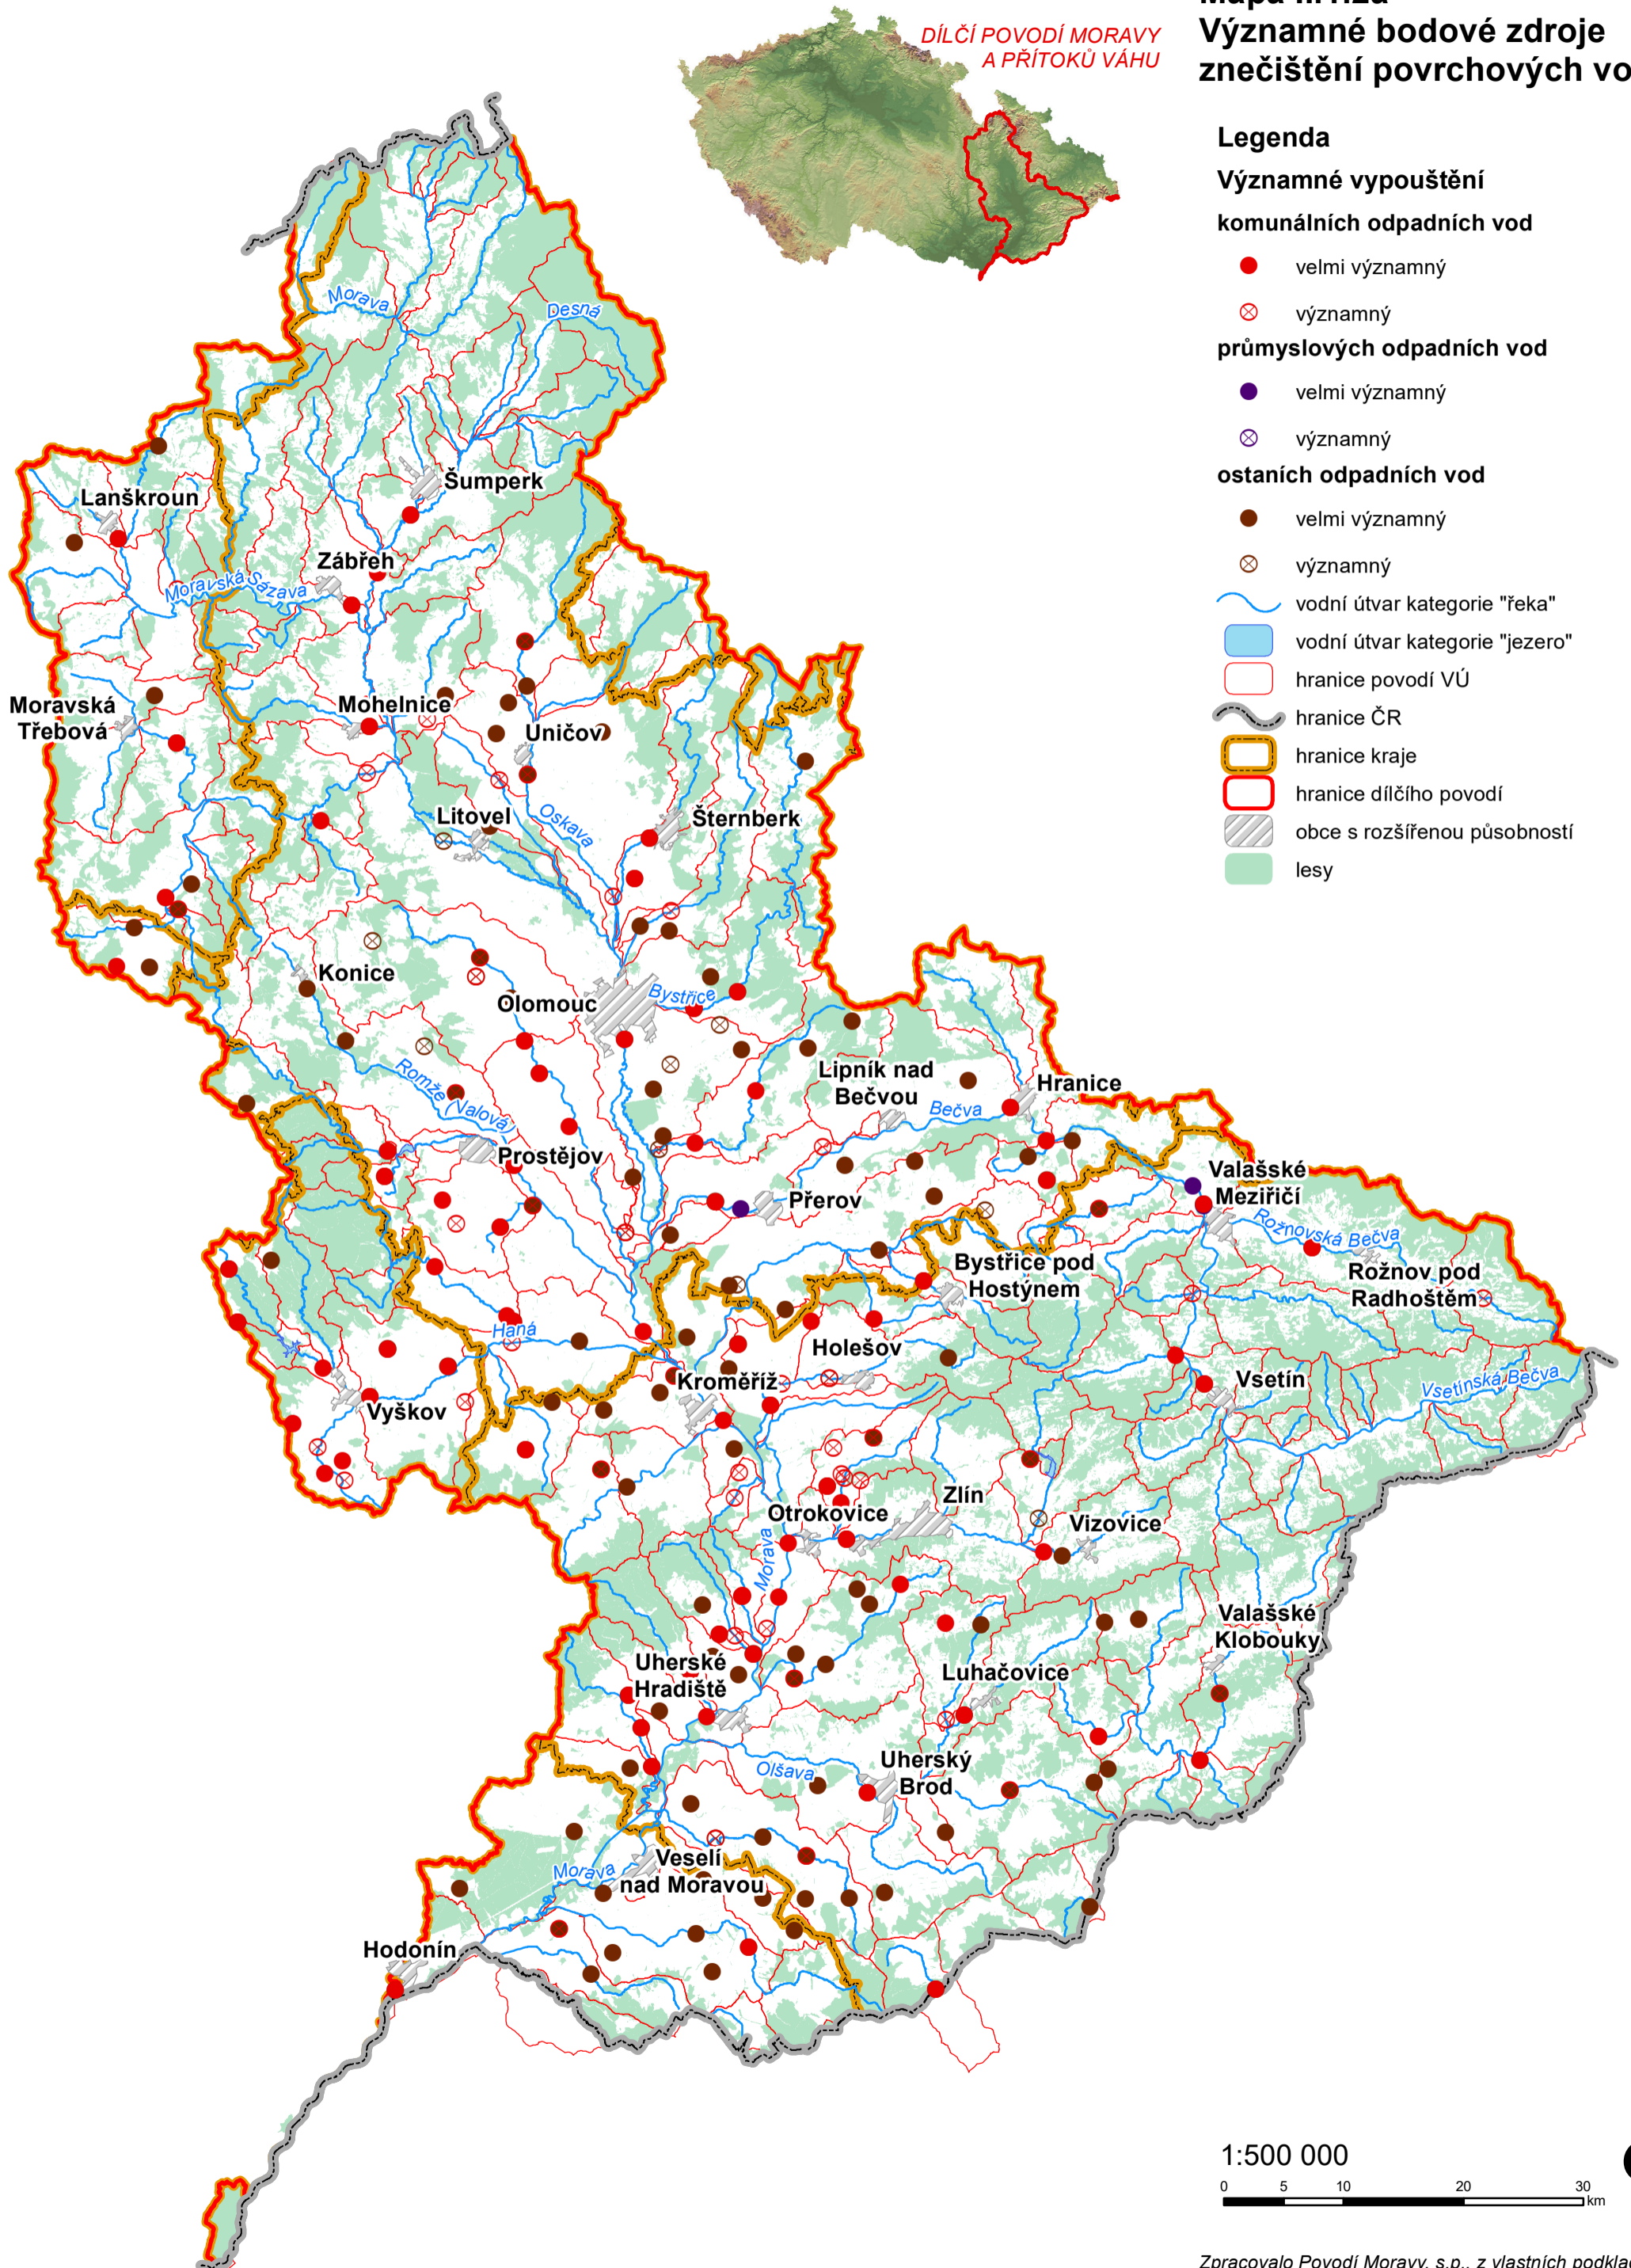 DÍLČÍ POVODÍ MORAVY
A PŘÍTOKŮ VÁHU
Významné bodové zdroje
znečištění povrchových vo
Legenda
Významné vypouštění
komunálních odpadních vod
velmi významný
významný
průmyslových odpadních vod
velmi významný
významný
ostaních odpadních vod
velmi významný
významný
vodní útvar kategorie "řeka"
vodní útvar kategorie "jezero"
hranice povodí VÚ
hranice ČR
hranice kraje
hranice dílčího povodí
obce s rozšířenou působností
lesy
Morava
Desná
Šumperk
Lanškroun
Zábřeh
Moravská Sázava
Moravská
Třebová
Mohelnice
Uničov
Litovel
Oskava
Šternberk
Konice
Olomouc
Bystřice
Romže (Valová)
Lipník nad
Bečvou
Bečva
Hranice
Prostějov
Přerov
Valašské
Meziříčí
Rožnovská Bečva
Rožnov pod
Radhoštěm
Bystřice pod
Hostýnem
Haná
Holešov
Kroměříž
Vsetín
Vsetínská Bečva
Vyškov
Otrokovice
Zlín
Vizovice
Morava
Valašské
Klobouky
Uherské
Hradiště
Luhačovice
Olšava
Uherský
Brod
Veselí
nad Moravou
Morava
Hodonín
1:500 000
0 5 10 20 30
km
Zpracovalo Povodí Moravy, s.p., z vlastních podkla